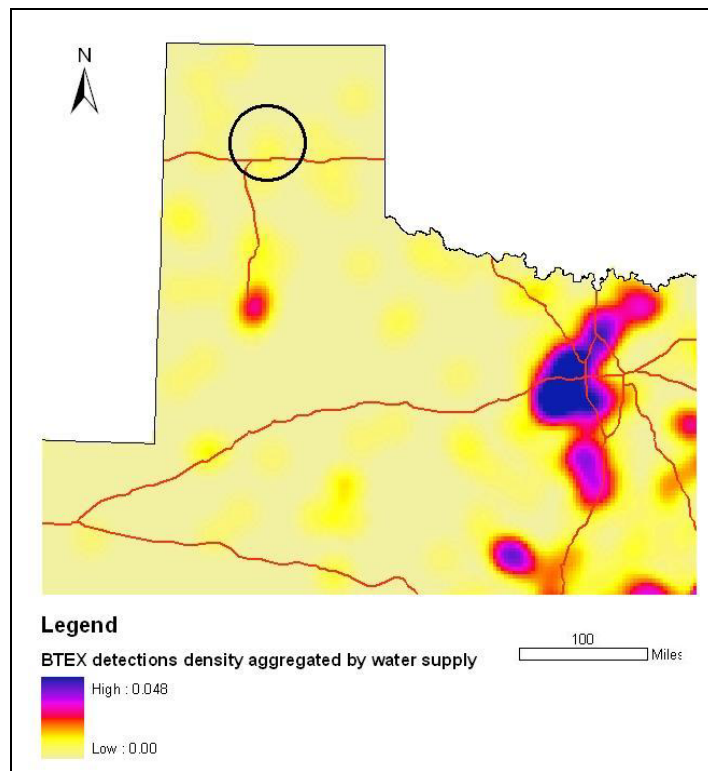 N
Legend
100
BTEX detections density aggregated by water supply
Miles
High : 0.048
Low : 0.00